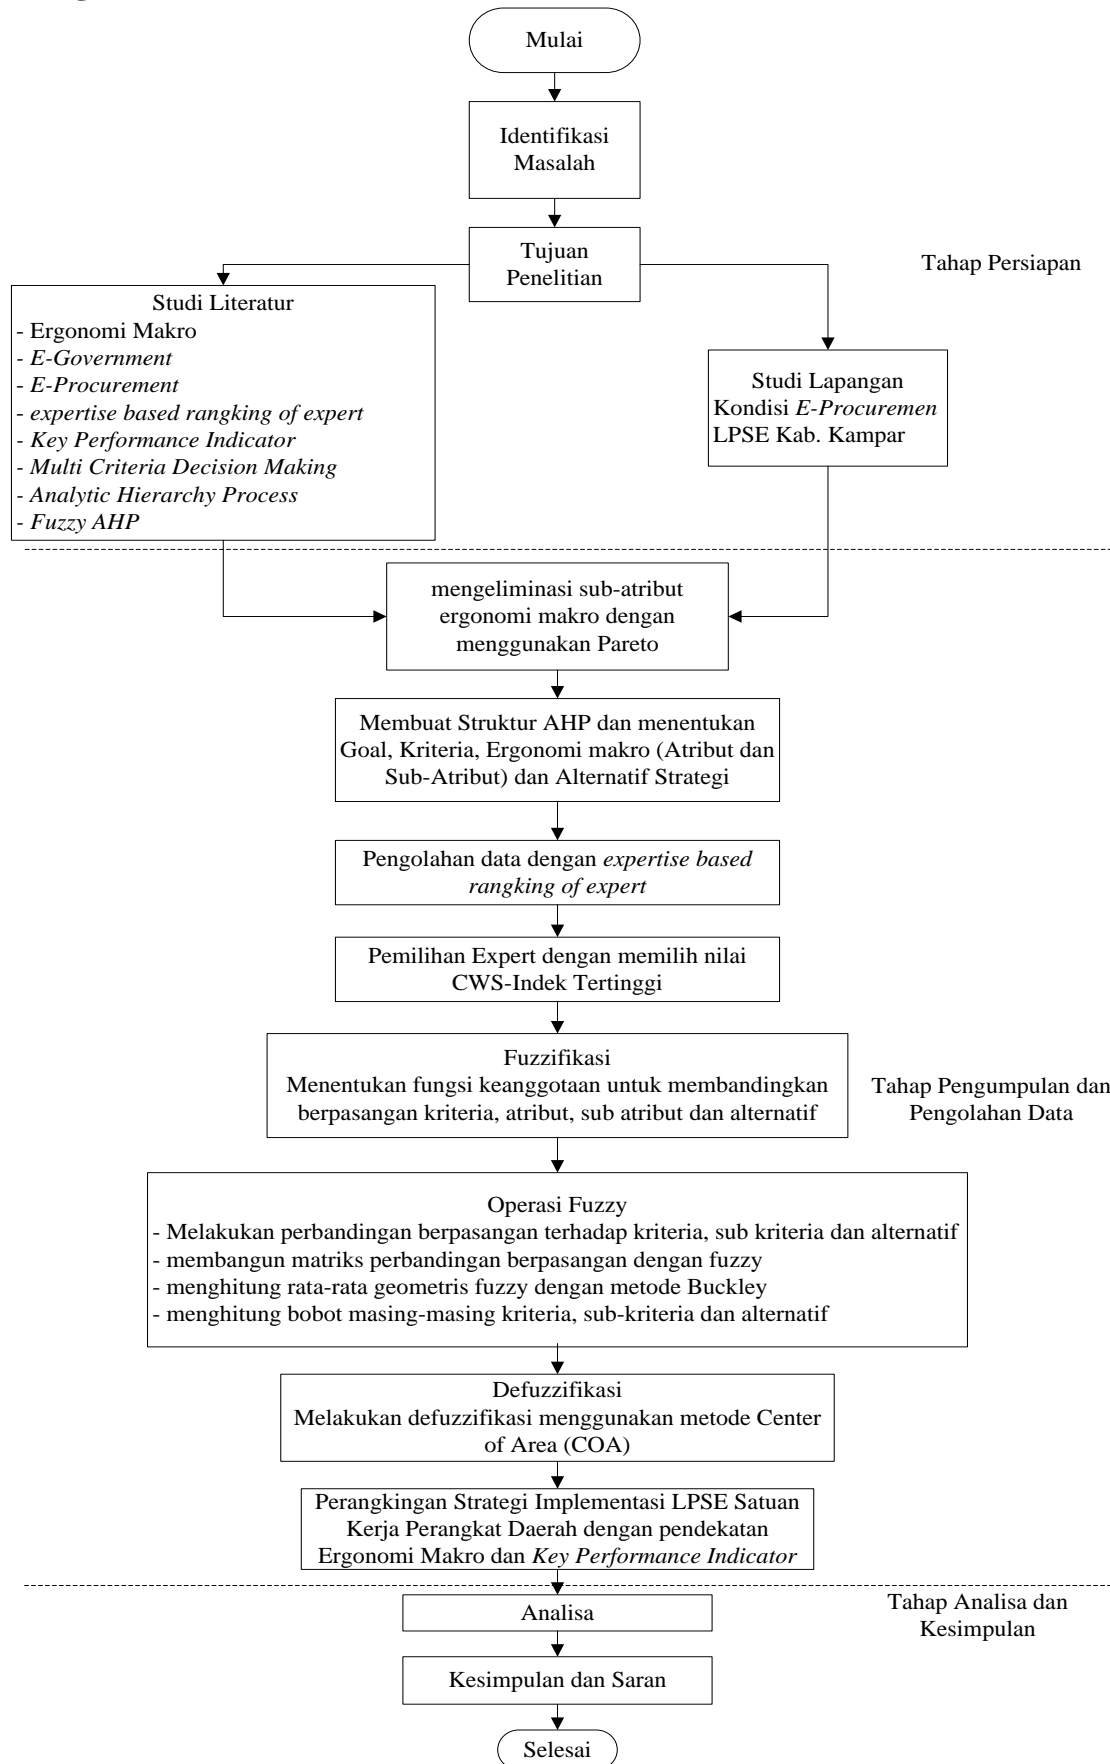 Mulai
Identifikasi
Masalah
Tujuan
Penelitian
Tahap Persiapan
Studi Literatur
- Ergonomi Makro
- E-Government
- E-Procurement
- expertise based rangking of expert
- Key Performance Indicator
- Multi Criteria Decision Making
- Analytic Hierarchy Process
- Fuzzy AHP
Studi Lapangan
Kondisi E-Procuremen
LPSE Kab. Kampar
mengeliminasi sub-atribut
ergonomi makro dengan
menggunakan Pareto
Membuat Struktur AHP dan menentukan
Goal, Kriteria, Ergonomi makro (Atribut dan
Sub-Atribut) dan Alternatif Strategi
Pengolahan data dengan expertise based
rangking of expert
Pemilihan Expert dengan memilih nilai
CWS-Indek Tertinggi
Fuzzifikasi
Menentukan fungsi keanggotaan untuk membandingkan
berpasangan kriteria, atribut, sub atribut dan alternatif
Tahap Pengumpulan dan
Pengolahan Data
Operasi Fuzzy
- Melakukan perbandingan berpasangan terhadap kriteria, sub kriteria dan alternatif
- membangun matriks perbandingan berpasangan dengan fuzzy
- menghitung rata-rata geometris fuzzy dengan metode Buckley
- menghitung bobot masing-masing kriteria, sub-kriteria dan alternatif
Defuzzifikasi
Melakukan defuzzifikasi menggunakan metode Center
of Area (COA)
Perangkingan Strategi Implementasi LPSE Satuan
Kerja Perangkat Daerah dengan pendekatan
Ergonomi Makro dan Key Performance Indicator
Analisa
Tahap Analisa dan
Kesimpulan
Kesimpulan dan Saran
Selesai